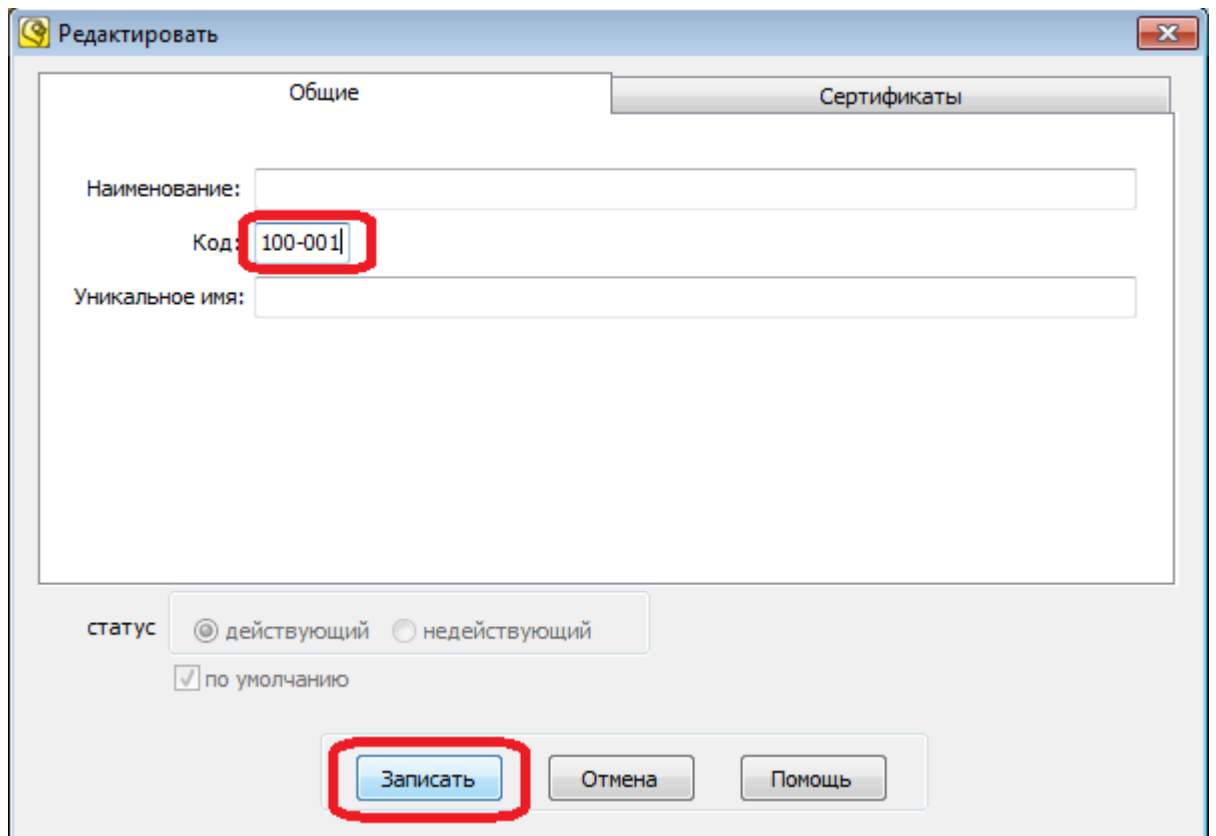 Редактировать
Общие
Сертификаты
Наименование:
Код: 100-001
Уникальное имя:
статус действующий недействующий
по умолчанию
Записать Отмена Помощь